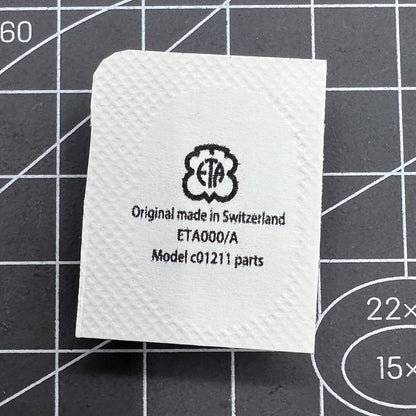 60
ETA
Original made in Switzerland
ETA000/A
Model c01211 parts
22×
15×